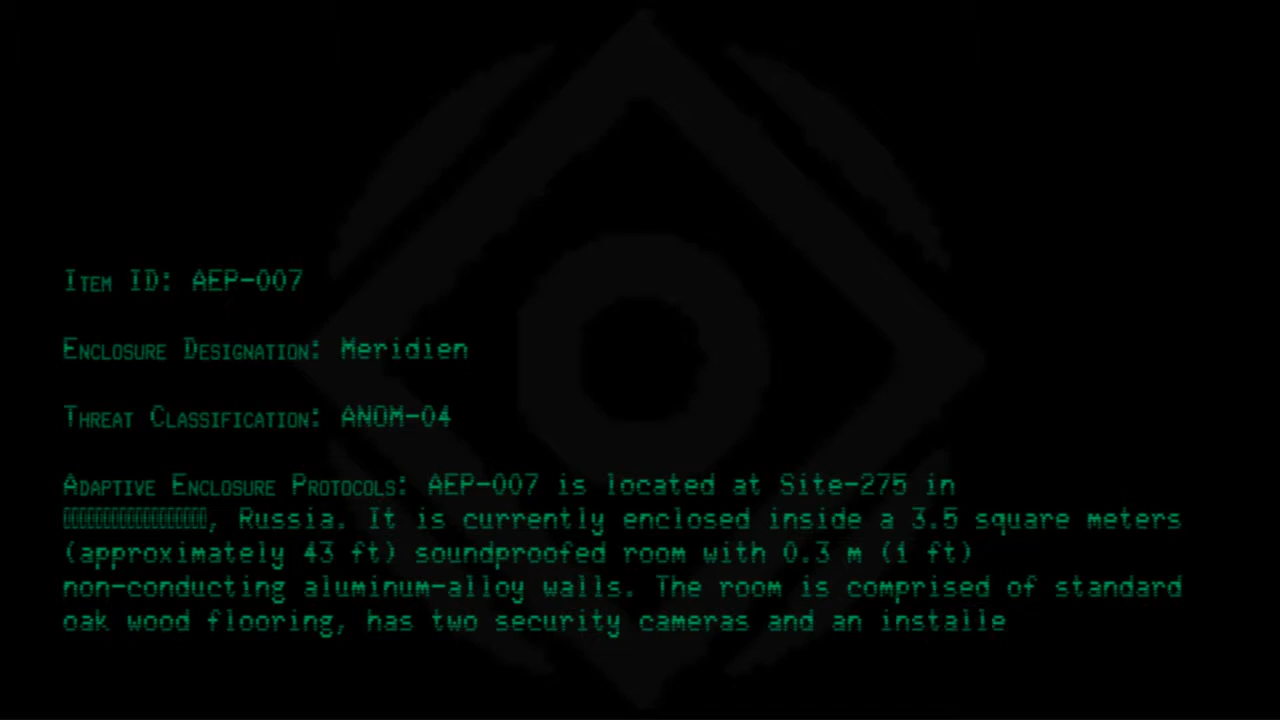 Item ID: AEP-007
Enclosure Designation: Meridien
Threat Classification: ANOM-04
Adaptive Enclosure Protocols: AEP-007 is located at Site-275 in
, Russia. It is currently enclosed inside a 3.5 square meters
(approximately 43 ft) soundproofed room with 0.3 m (1 ft)
non-conducting aluminum-alloy walls. The room is comprised of standard
oak wood flooring, has two security cameras and an installe